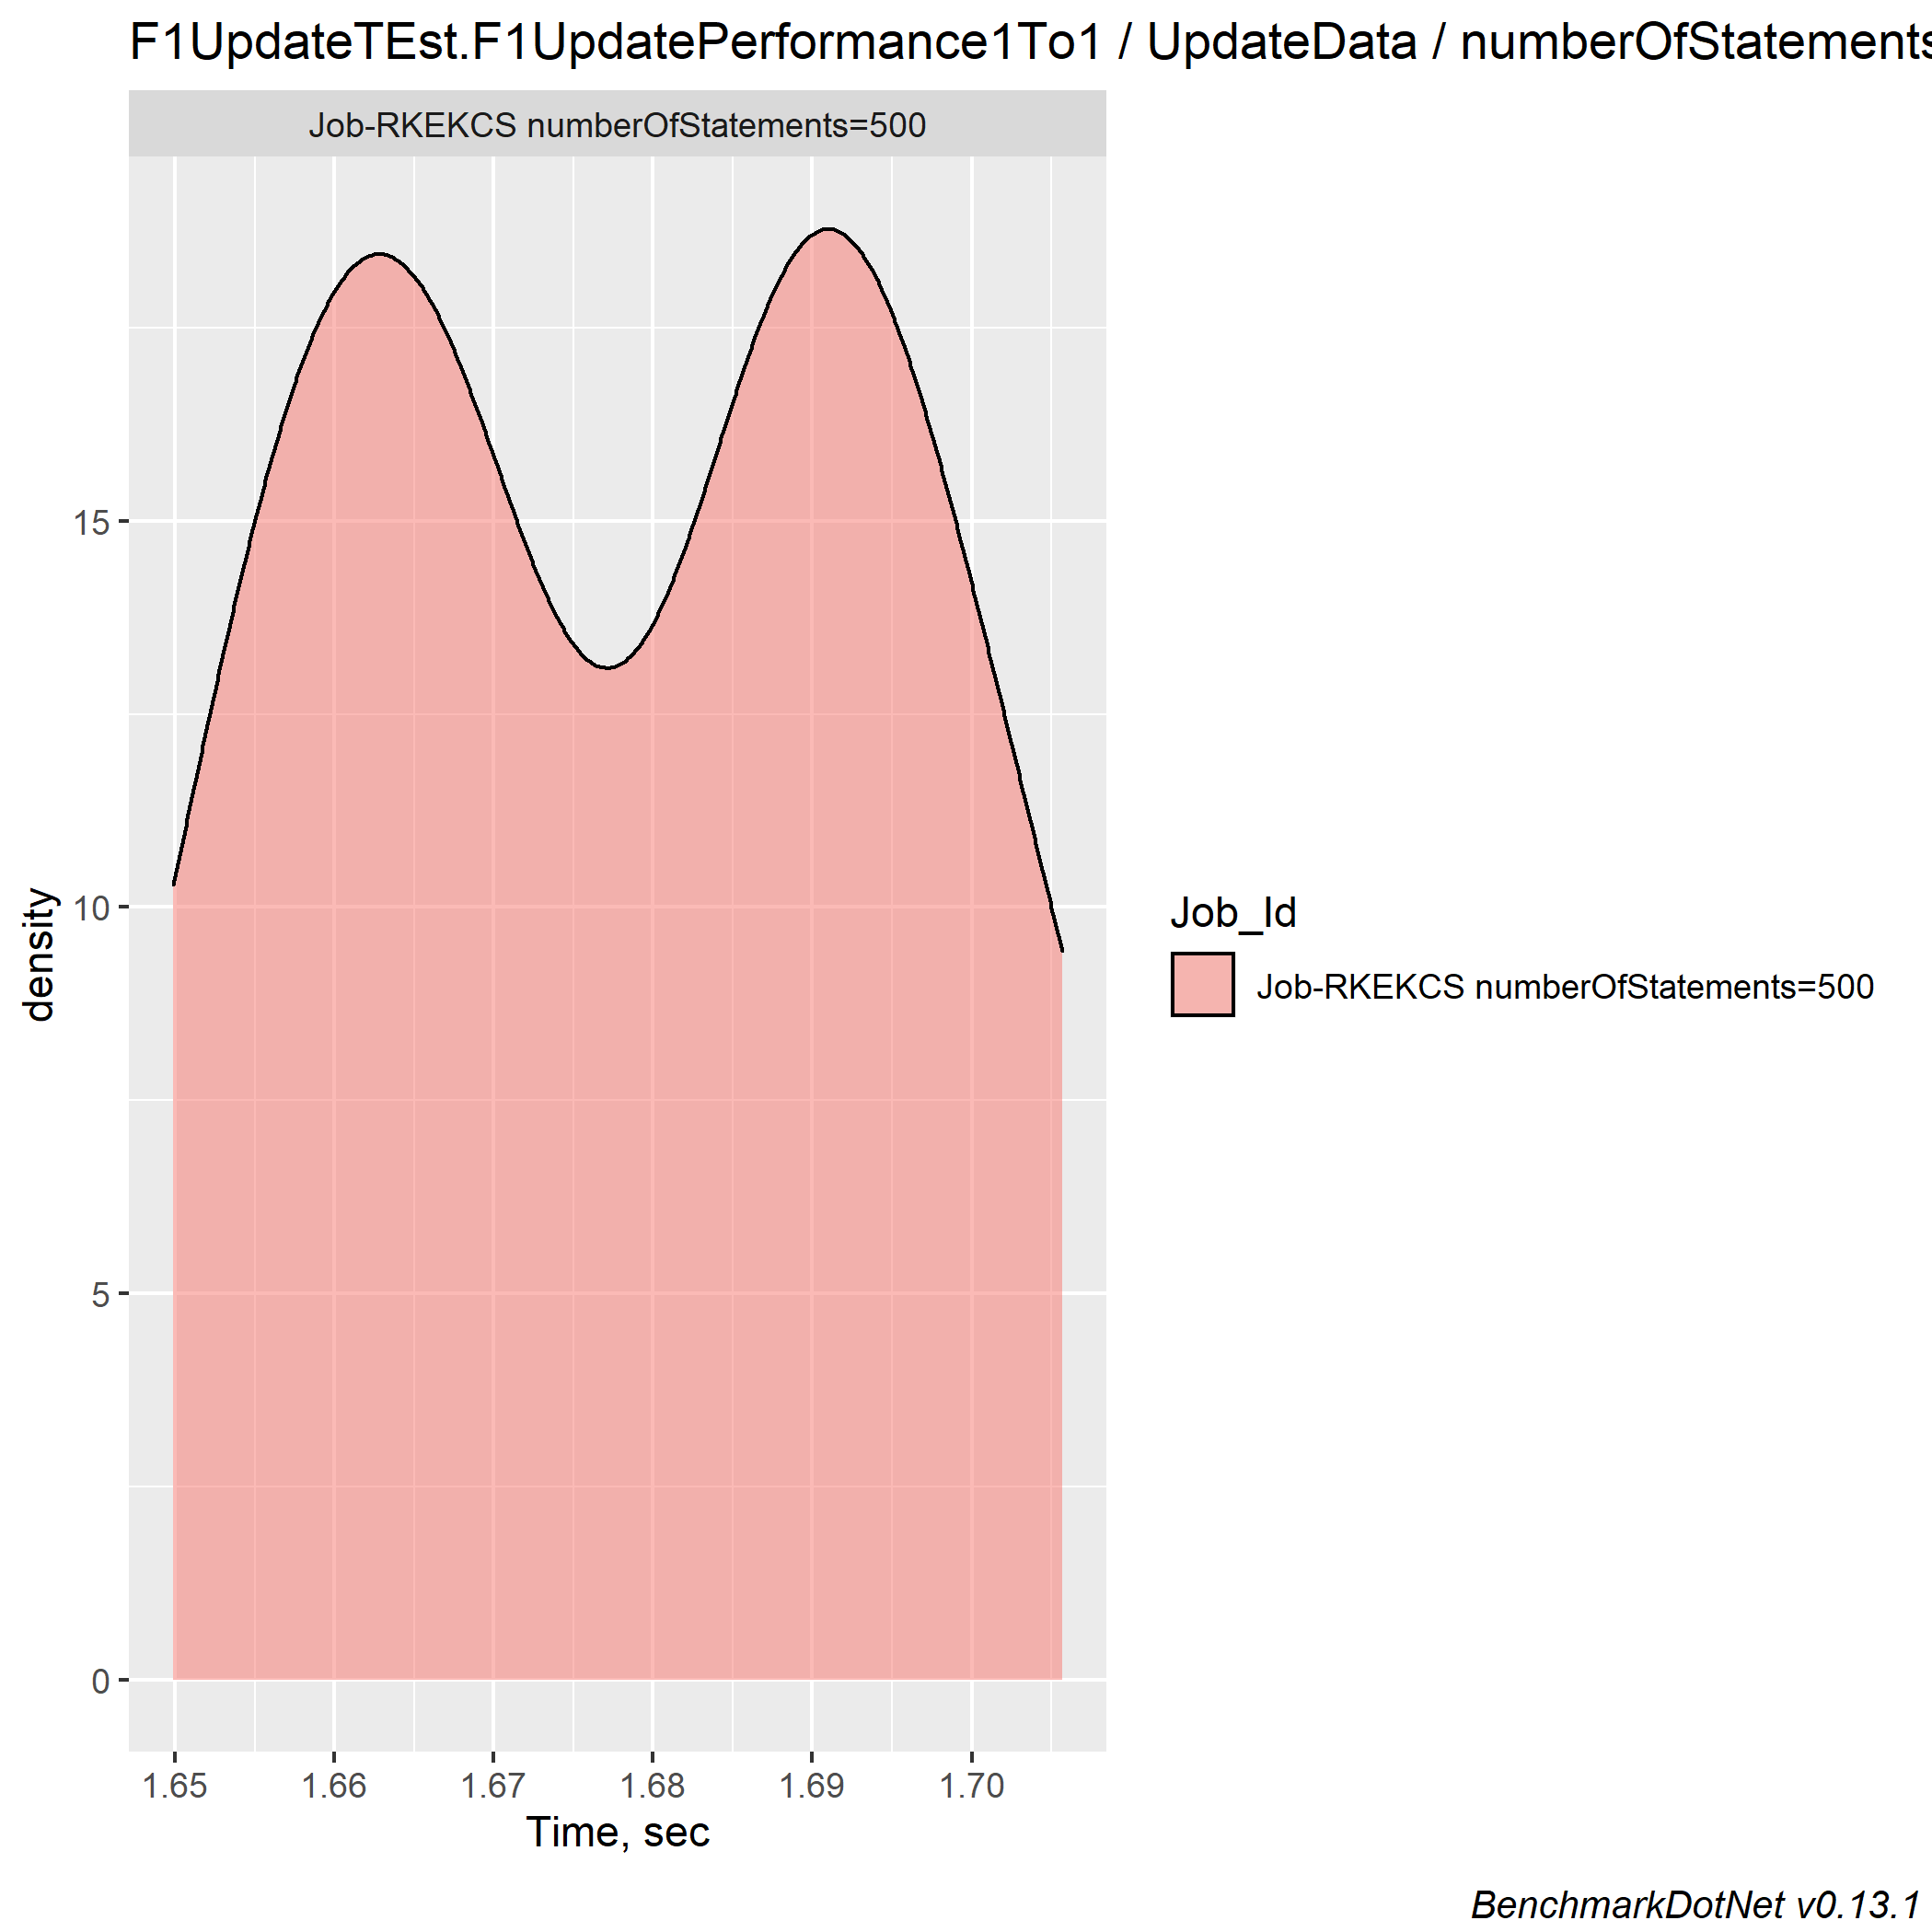 F1UpdateTEst.F1UpdatePerformance1To1 / UpdateData / numberOfStatements
Job-RKEKCS numberOfStatements=500
15
10
5
0
density
1.65 1.66 1.67 1.68 1.69 1.70
Time, sec
Job_Id
Job-RKEKCS numberOfStatements=500
BenchmarkDotNet v0.13.1